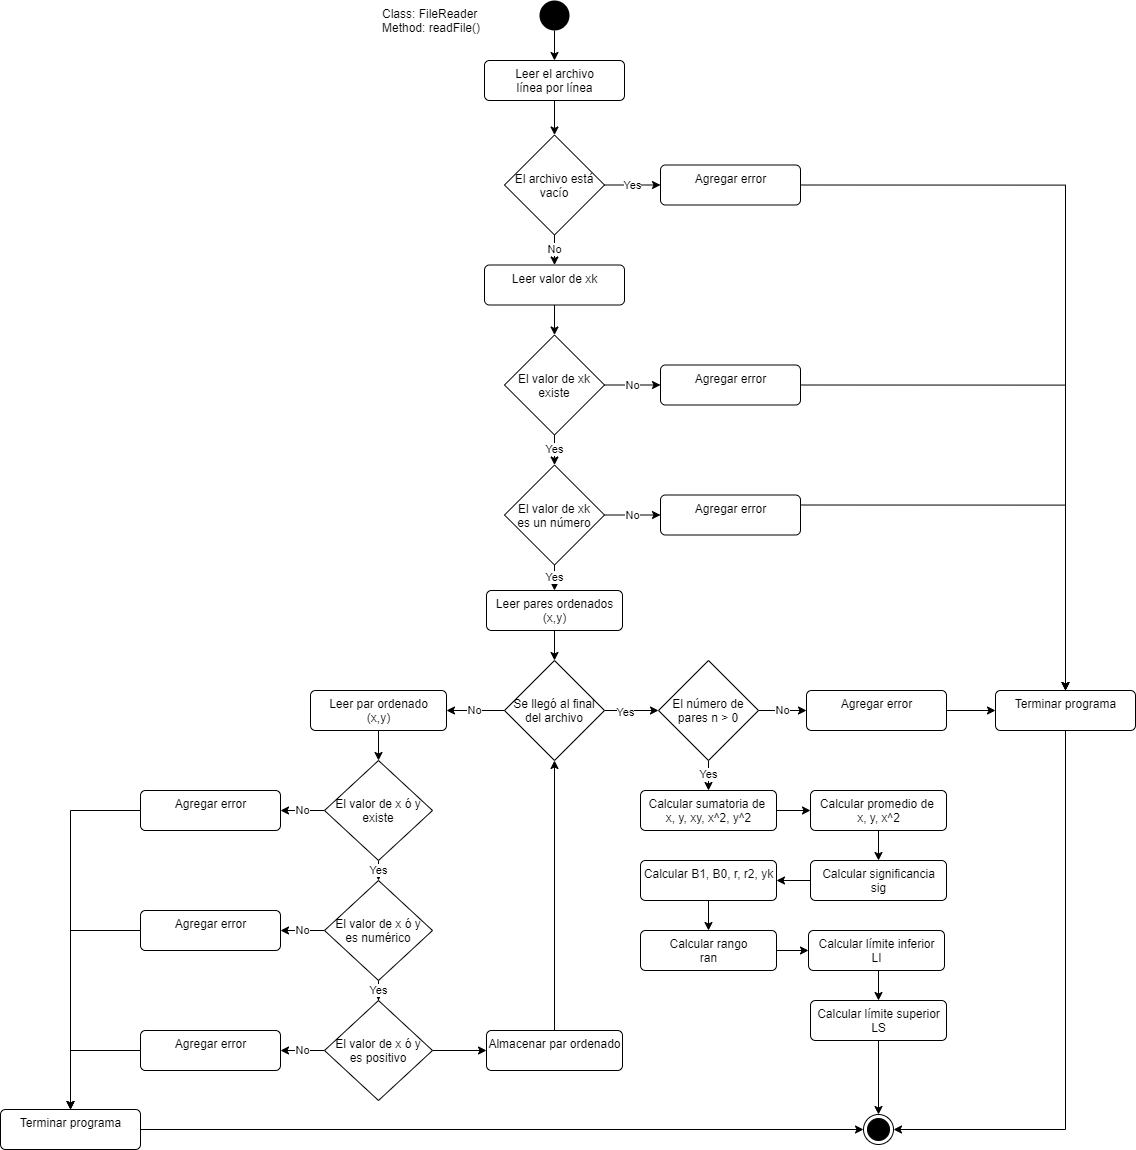 Class: FileReader
Method: readFile()
Leer el archivo
línea por línea
El archivo está
vacío
Yes
Agregar error
No
Leer valor de xk
El valor de xk
existe
No
Agregar error
Yes
El valor de xk
es un número
No
Agregar error
Yes
Leer pares ordenados
(x,y)
Leer par ordenado
(x,y)
No
Se llegó al final
del archivo
Yes
El número de
pares n > 0
No
Agregar error
Terminar programa
Yes
Agregar error
No
El valor de x ó y
existe
Calcular sumatoria de
x, y, xy, x^2, y^2
Calcular promedio de
x, y, x^2
Yes
Calcular B1, B0, r, r2, yk
Calcular significancia
sig
Agregar error
No
El valor de x ó y
es numérico
Calcular rango
ran
Calcular límite inferior
LI
Yes
Calcular límite superior
LS
Agregar error
No
El valor de x ó y
es positivo
Almacenar par ordenado
Terminar programa